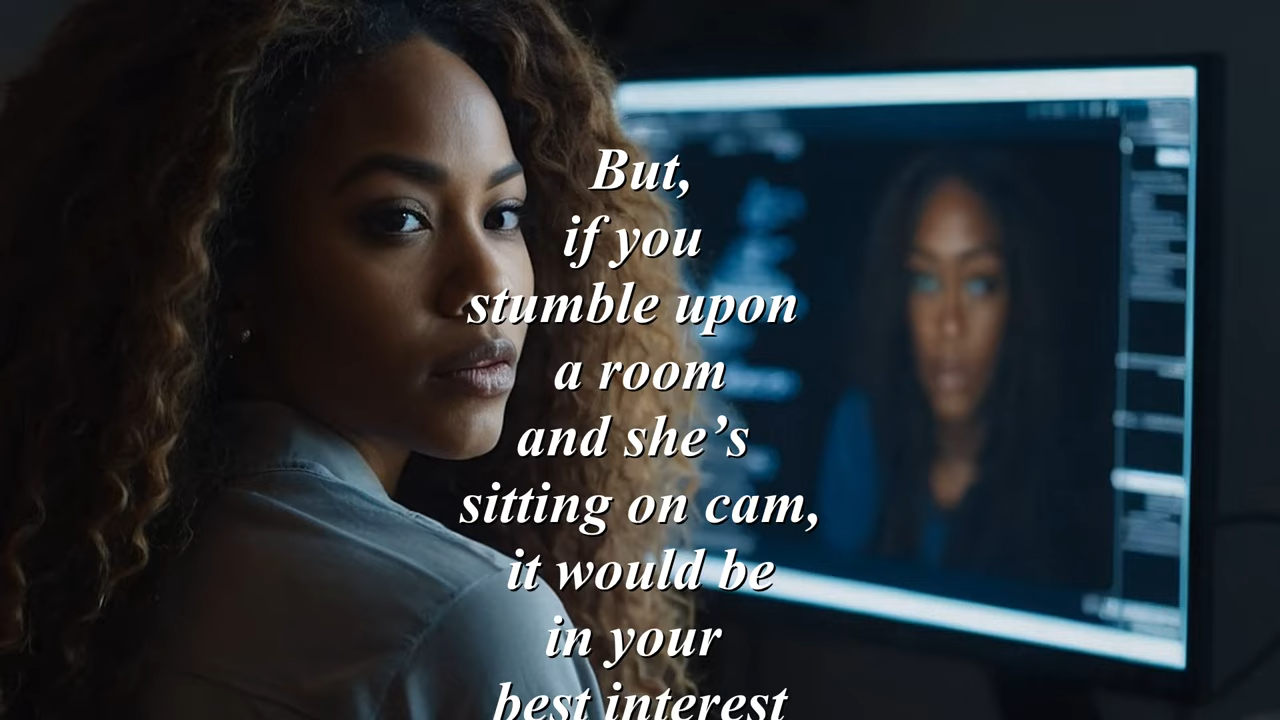 But,
if you
stumble upon
a room
and she’s
sitting on cam,
it would be
in your
best interest